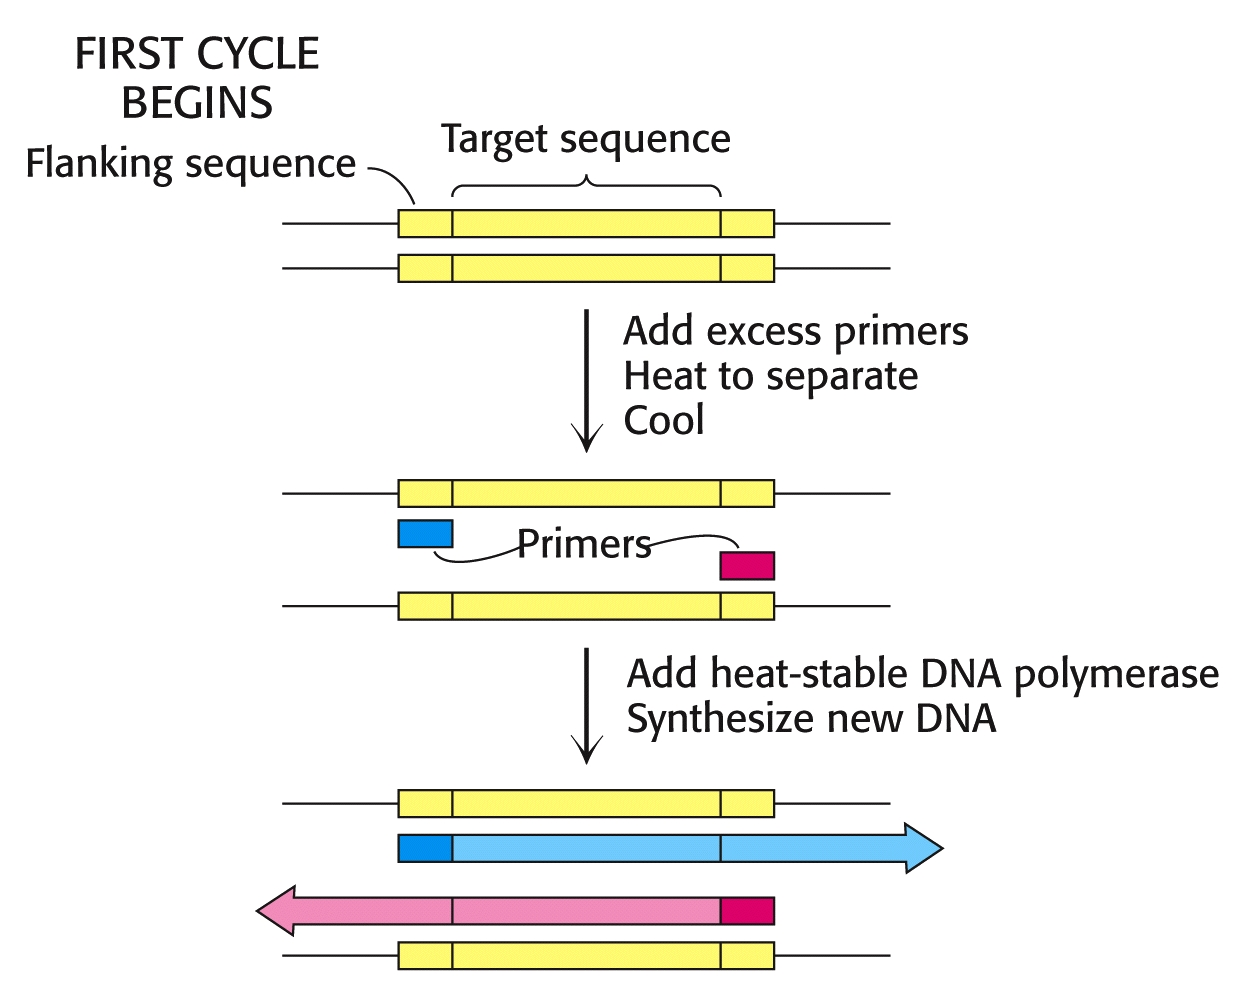 FIRST CYCLE
BEGINS
Target sequence
Flanking sequence
Add excess primers
Heat to separate
Cool
Primers
Add heat-stable DNA polymerase
Synthesize new DNA